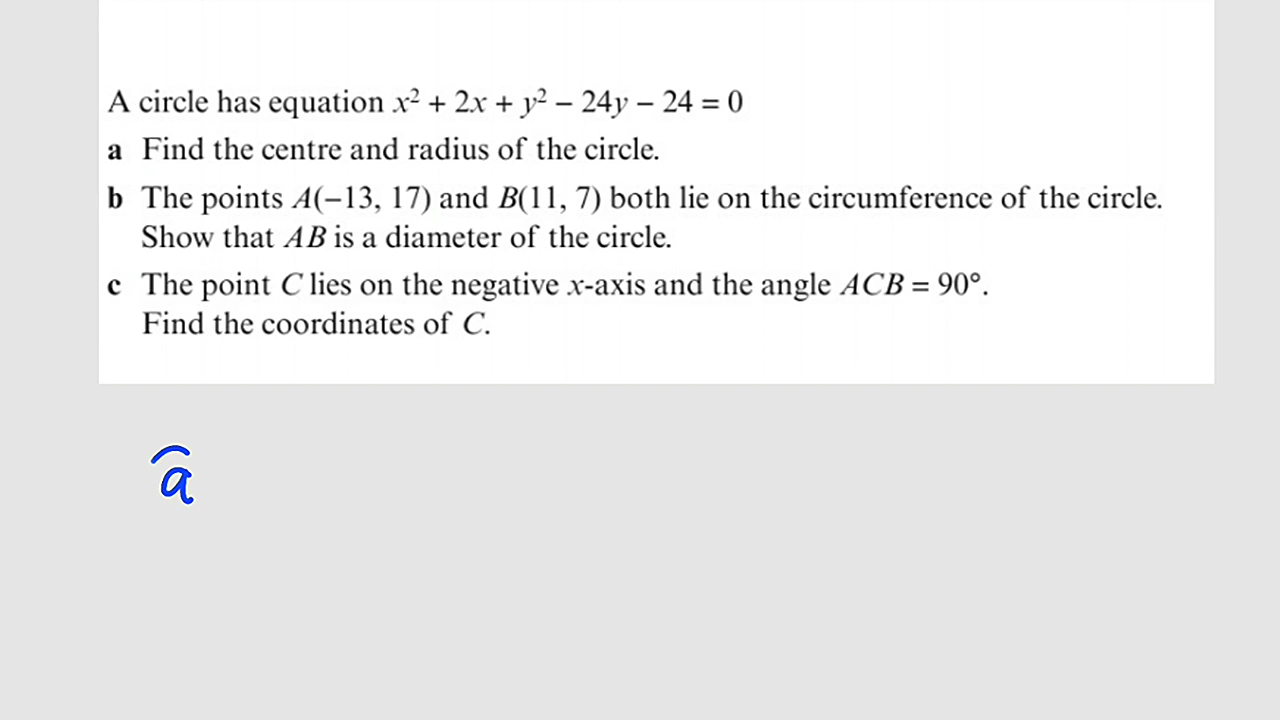 A circle has equation x² + 2x + y² − 24y − 24 = 0
a Find the centre and radius of the circle.
b The points A(−13, 17) and B(11, 7) both lie on the circumference of the circle.
Show that AB is a diameter of the circle.
c The point C lies on the negative x-axis and the angle ACB = 90°.
Find the coordinates of C.
a